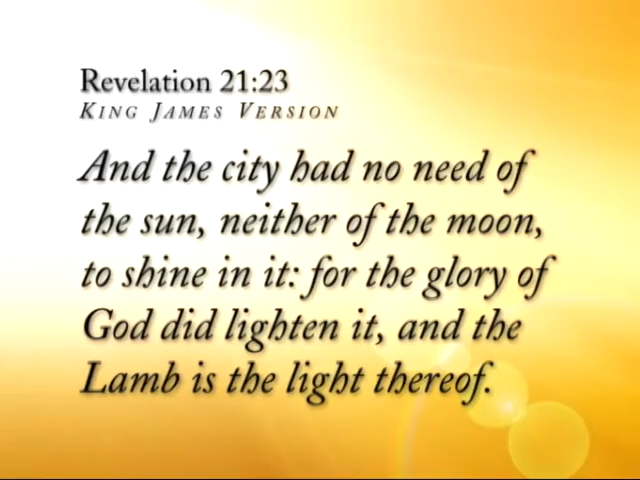 Revelation 21:23
King James Version
And the city had no need of
the sun, neither of the moon,
to shine in it: for the glory of
God did lighten it, and the
Lamb is the light thereof.